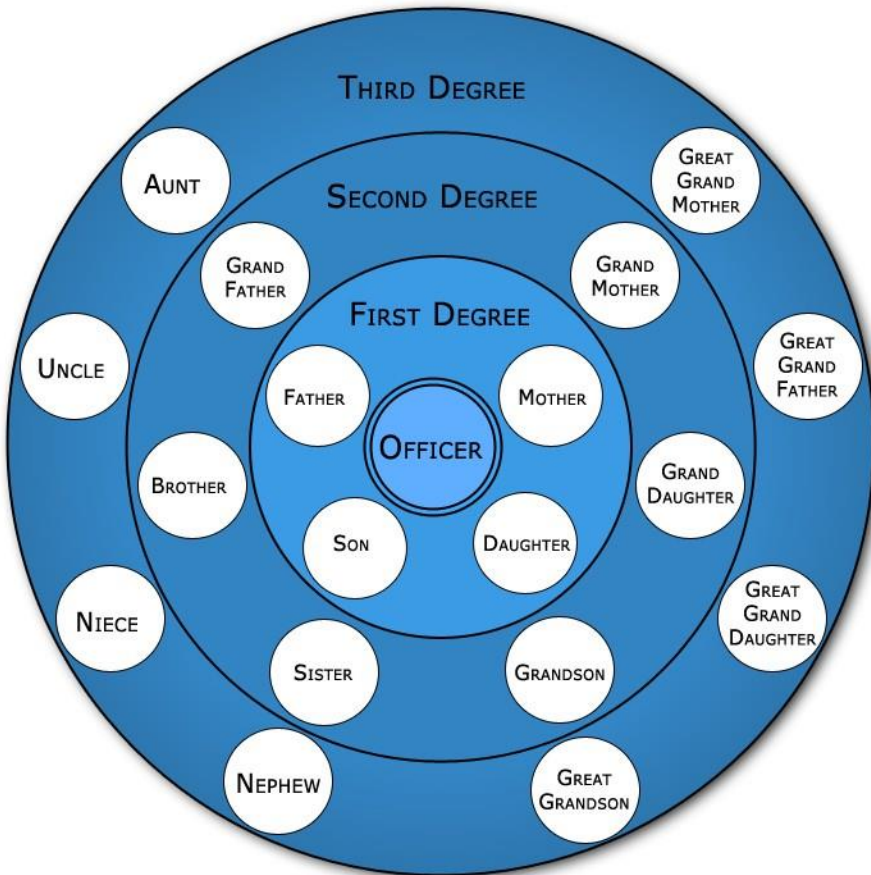 THIRD DEGREE
AUNT
GREAT
GRAND
MOTHER
SECOND DEGREE
GRAND
FATHER
GRAND
MOTHER
FIRST DEGREE
UNCLE
GREAT
GRAND
FATHER
FATHER
MOTHER
OFFICER
BROTHER
GRAND
DAUGHTER
SON
DAUGHTER
NIECE
GREAT
GRAND
DAUGHTER
SISTER
GRANDSON
NEPHEW
GREAT
GRANDSON